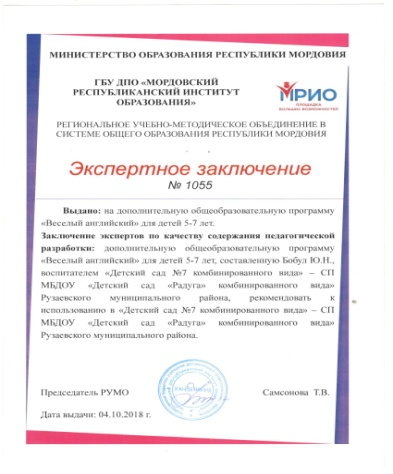 МИНИСТЕРСТВО ОБРАЗОВАНИЯ РЕСПУБЛИКИ МОРДОВИЯ
ГБУ ДПО «МОРДОВСКИЙ
РЕСПУБЛИКАНСКИЙ ИНСТИТУТ
ОБРАЗОВАНИЯ»
МРИО
ПЛОЩАДКА
БОЛЬШИХ ВОЗМОЖНОСТЕЙ
РЕГИОНАЛЬНОЕ УЧЕБНО-МЕТОДИЧЕСКОЕ ОБЪЕДИНЕНИЕ В
СИСТЕМЕ ОБЩЕГО ОБРАЗОВАНИЯ РЕСПУБЛИКИ МОРДОВИЯ
Экспертное заключение
№ 1055
Выдано: на дополнительную общеобразовательную программу
«Веселый английский» для детей 5-7 лет.
Заключение экспертов по качеству содержания педагогической
разработки: дополнительную общеобразовательную программу
«Веселый английский» для детей 5-7 лет, составленную Бобул Ю.Н.,
воспитателем «Детский сад №7 комбинированного вида» – СП
МБДОУ «Детский сад «Радуга» комбинированного вида»
Рузаевского муниципального района, рекомендовать к
использованию в «Детский сад №7 комбинированного вида» – СП
МБДОУ «Детский сад «Радуга» комбинированного вида»
Рузаевского муниципального района.
Председатель РУМО Самсонова Т.В.
Дата выдачи: 04.10.2018 г.